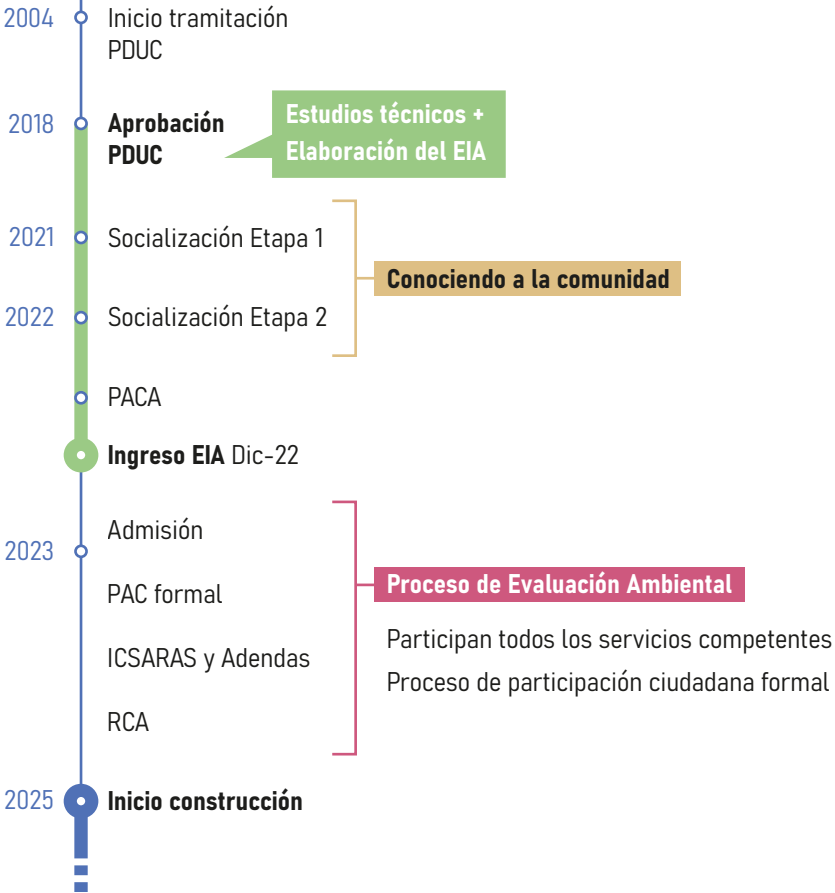 2004
Inicio tramitación
PDUC
2018
Aprobación
PDUC
Estudios técnicos +
Elaboración del EIA
2021
Socialización Etapa 1
Conociendo a la comunidad
2022
Socialización Etapa 2
PACA
Ingreso EIA Dic-22
2023
Admisión
PAC formal
ICSARAS y Adendas
RCA
Proceso de Evaluación Ambiental
Participan todos los servicios competentes
Proceso de participación ciudadana formal
2025
Inicio construcción